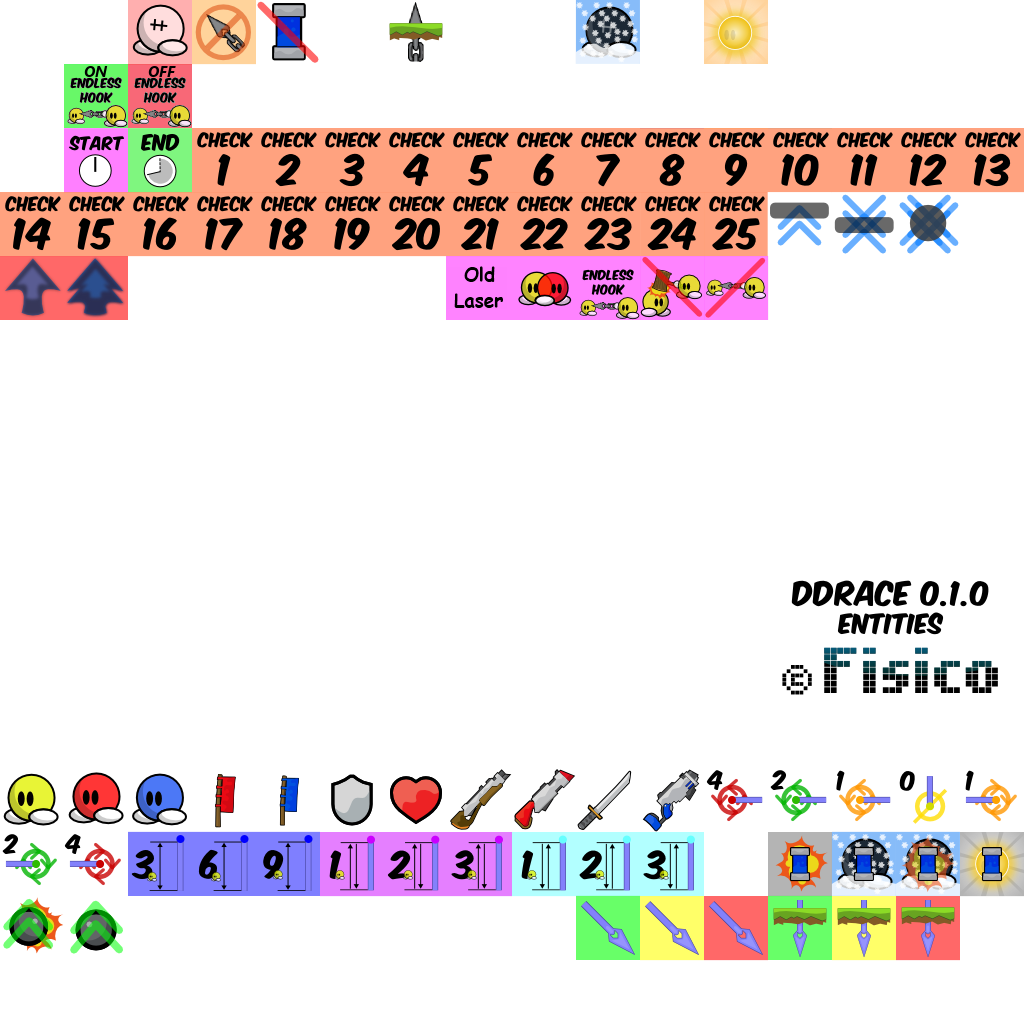 ON
ENDLESS
HOOK
OFF
ENDLESS
HOOK
START
END
CHECK
1
CHECK
2
CHECK
3
CHECK
4
CHECK
5
CHECK
6
CHECK
7
CHECK
8
CHECK
9
CHECK
10
CHECK
11
CHECK
12
CHECK
13
CHECK
14
CHECK
15
CHECK
16
CHECK
17
CHECK
18
CHECK
19
CHECK
20
CHECK
21
CHECK
22
CHECK
23
CHECK
24
CHECK
25
Old
Laser
ENDLESS
HOOK
DDRACE 0.1.0
ENTITIES
© Fisico
4
2
1
0
1
2
4
3
6
9
1
2
3
1
2
3